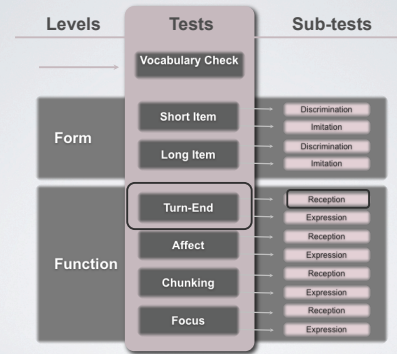 Levels Tests Sub-tests
Vocabulary Check
Form
Short Item
Discrimination
Imitation
Long Item
Discrimination
Imitation
Function
Turn-End
Reception
Expression
Affect
Reception
Expression
Chunking
Reception
Expression
Focus
Reception
Expression